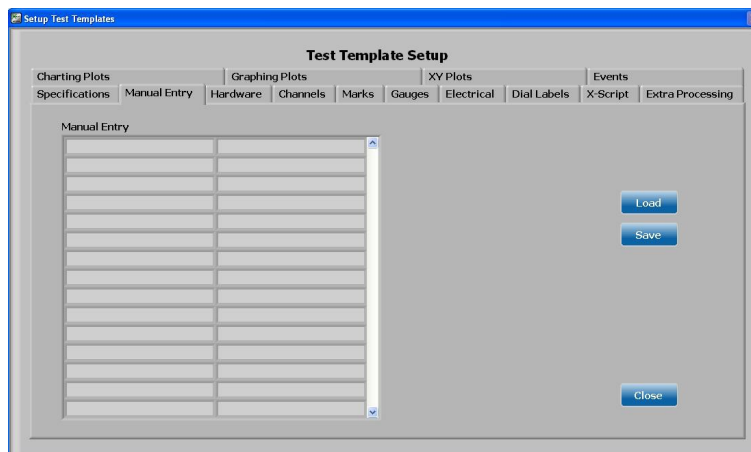 Setup Test Templates
Test Template Setup
Charting Plots Graphing Plots XY Plots Events
Specifications Manual Entry Hardware Channels Marks Gauges Electrical Dial Labels X-Script Extra Processing
Manual Entry
Load
Save
Close